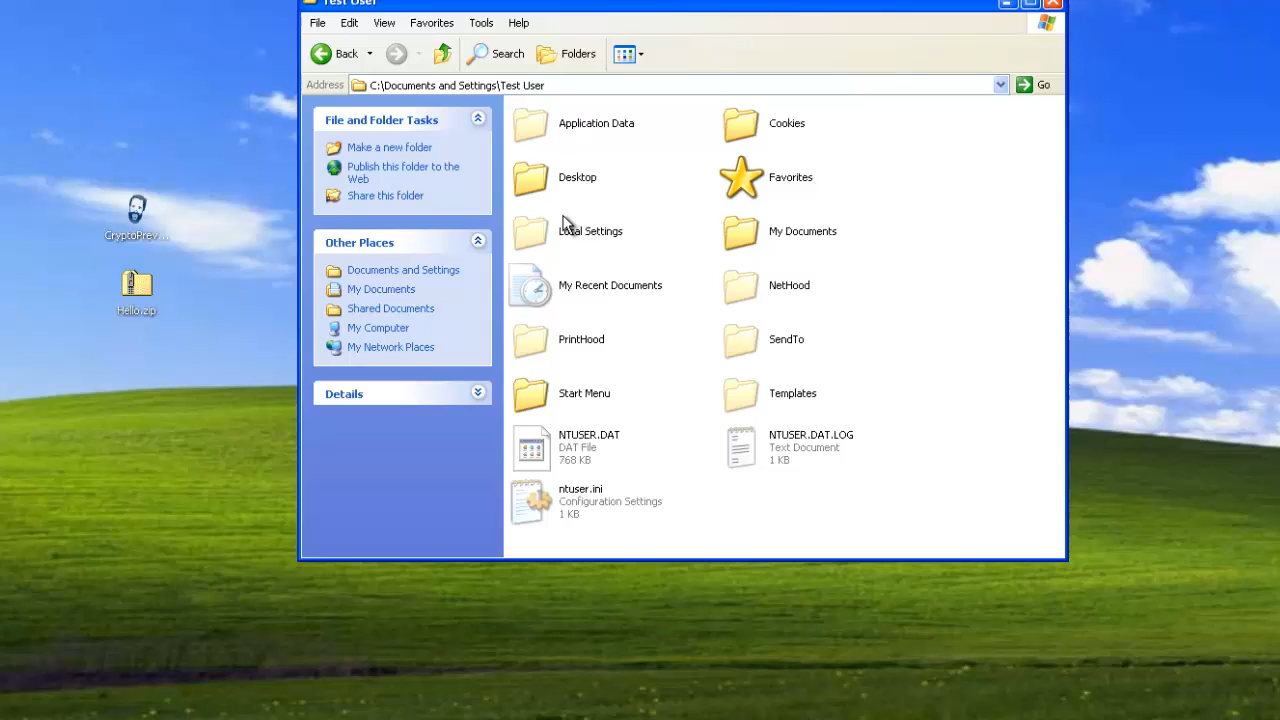 Test User
File Edit View Favorites Tools Help
Back Search Folders
Address C:\Documents and Settings\Test User Go
File and Folder Tasks
Make a new folder
Publish this folder to the
Web
Share this folder
Other Places
Documents and Settings
My Documents
Shared Documents
My Computer
My Network Places
Details
Application Data
Cookies
Desktop
Favorites
Local Settings
My Documents
My Recent Documents
NetHood
PrintHood
SendTo
Start Menu
Templates
NTUSER.DAT
DAT File
768 KB
NTUSER.DAT.LOG
Text Document
1 KB
ntuser.ini
Configuration Settings
1 KB
CryptoPrev...
Hello.zip